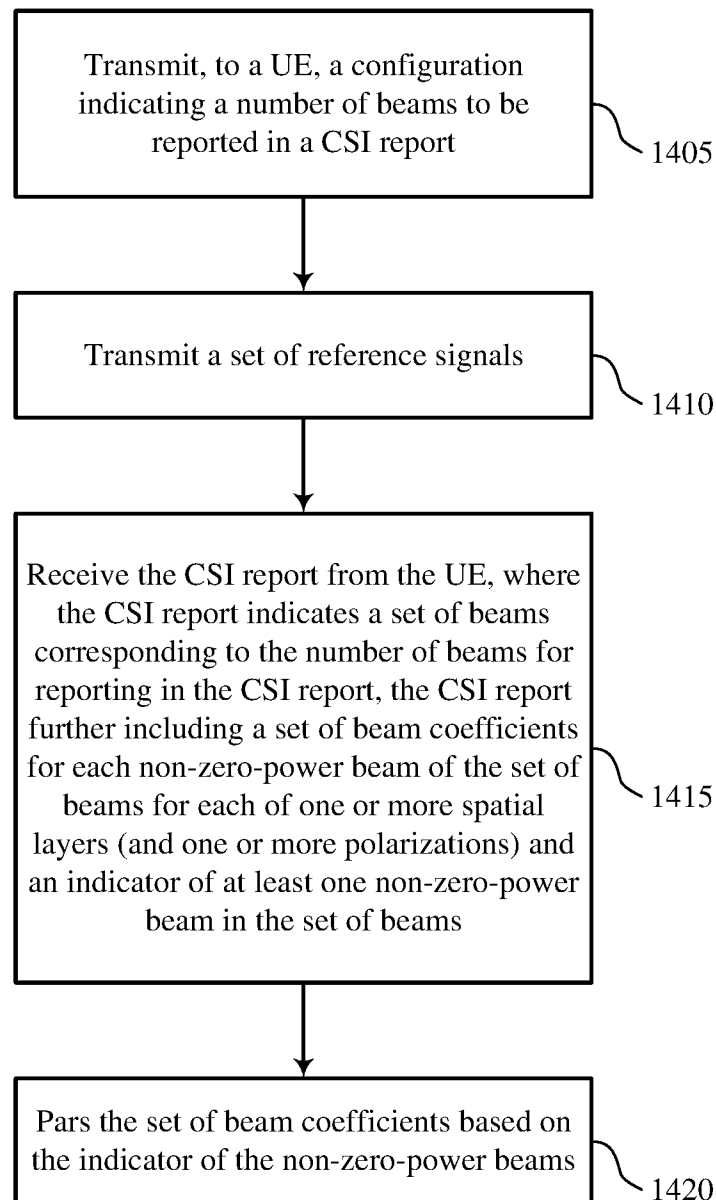 Transmit, to a UE, a configuration
indicating a number of beams to be
reported in a CSI report
1405
Transmit a set of reference signals
1410
Receive the CSI report from the UE, where
the CSI report indicates a set of beams
corresponding to the number of beams for
reporting in the CSI report, the CSI report
further including a set of beam coefficients
for each non-zero-power beam of the set of
beams for each of one or more spatial
layers (and one or more polarizations) and
an indicator of at least one non-zero-power
beam in the set of beams
1415
Pars the set of beam coefficients based on
the indicator of the non-zero-power beams
1420